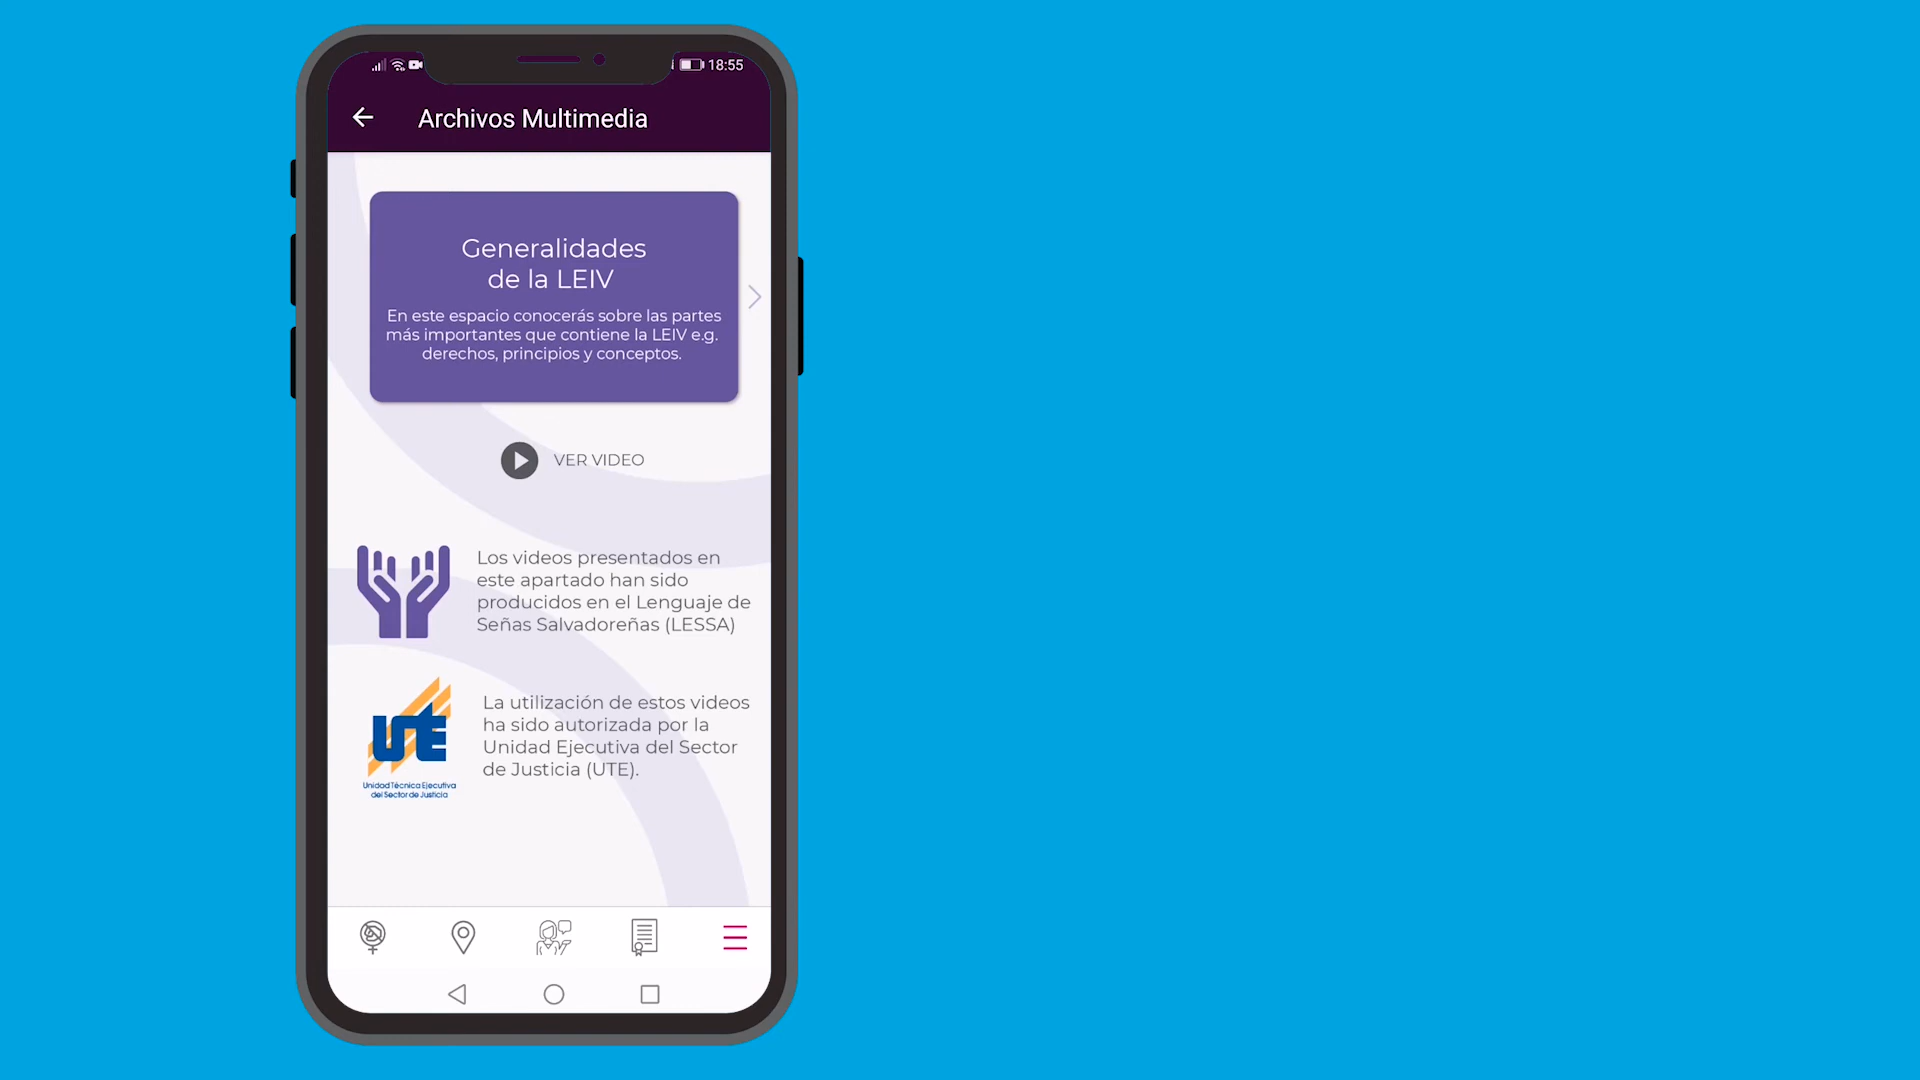 18:55
Archivos Multimedia
Generalidades
de la LEIV
En este espacio conocerás sobre las partes
más importantes que contiene la LEIV e.g.
derechos, principios y conceptos.
VER VIDEO
Los videos presentados en
este apartado han sido
producidos en el Lenguaje de
Señas Salvadoreñas (LESSA)
La utilización de estos videos
ha sido autorizada por la
Unidad Ejecutiva del Sector
de Justicia (UTE).
UTE
Unidad Técnica Ejecutiva
del Sector de Justicia